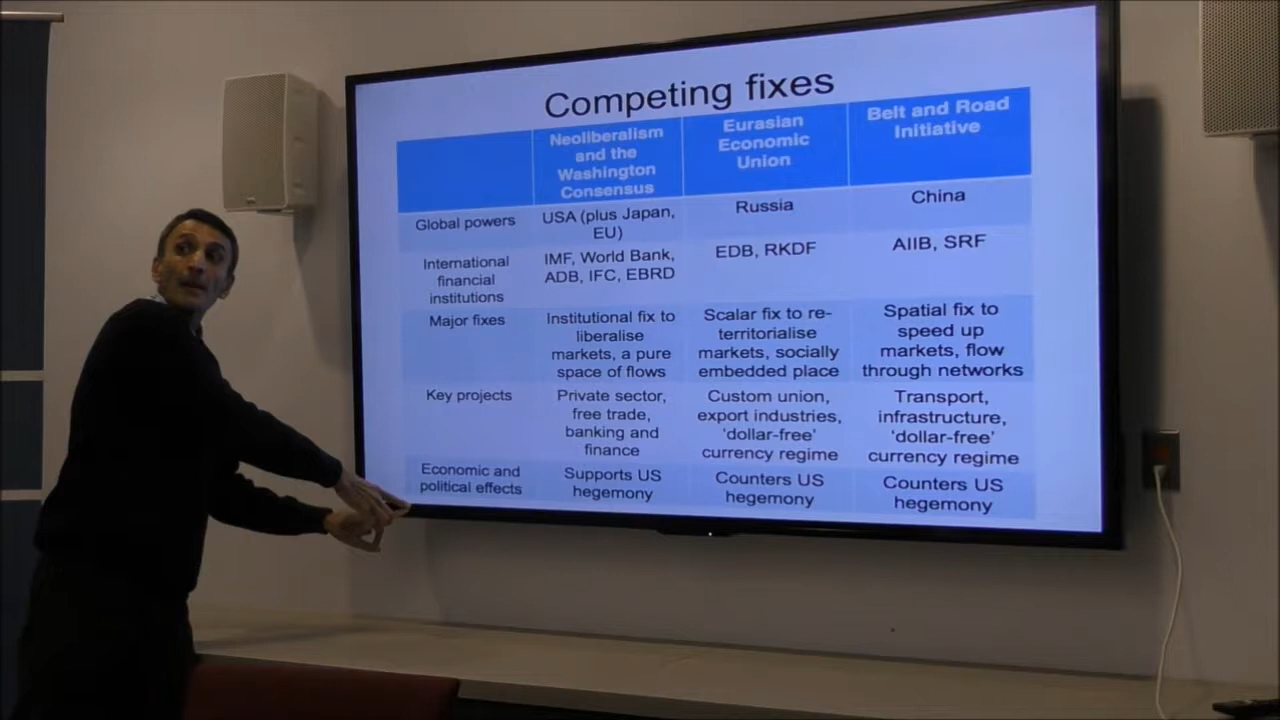 Competing fixes
Neoliberalism
and the
Washington
Consensus
Eurasian
Economic
Union
Belt and Road
Initiative
Global powers
USA (plus Japan,
EU)
Russia
China
International
financial
institutions
IMF, World Bank,
ADB, IFC, EBRD
EDB, RKDF
AIIB, SRF
Major fixes
Institutional fix to
liberalise
markets, a pure
space of flows
Scalar fix to re-
territorialise
markets, socially
embedded place
Spatial fix to
speed up
markets, flow
through networks
Key projects
Private sector,
free trade,
banking and
finance
Custom union,
export industries,
‘dollar-free’
currency regime
Transport,
infrastructure,
‘dollar-free’
currency regime
Economic and
political effects
Supports US
hegemony
Counters US
hegemony
Counters US
hegemony